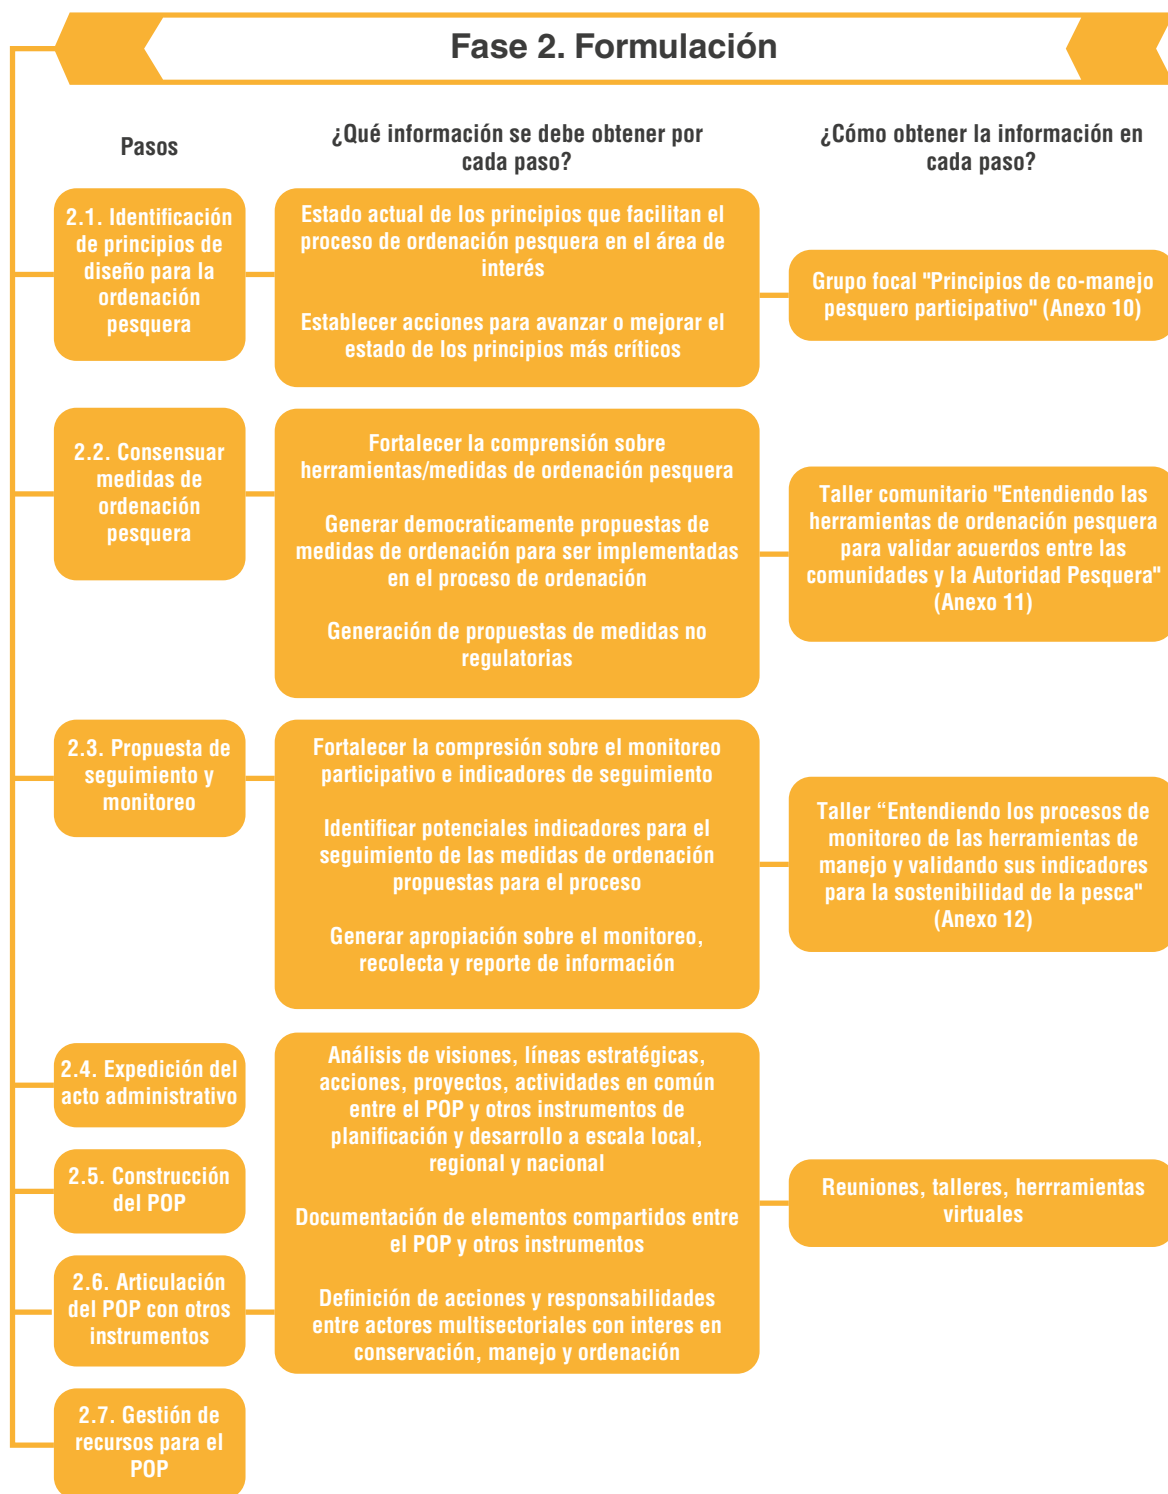 Fase 2. Formulación
Pasos
¿Qué información se debe obtener por
cada paso?
¿Cómo obtener la información en
cada paso?
2.1. Identificación
de principios de
diseño para la
ordenación
pesquera
Estado actual de los principios que facilitan el
proceso de ordenación pesquera en el área de
interés
Establecer acciones para avanzar o mejorar el
estado de los principios más críticos
Grupo focal "Principios de co-manejo
pesquero participativo" (Anexo 10)
2.2. Consensuar
medidas de
ordenación
pesquera
Fortalecer la comprensión sobre
herramientas/medidas de ordenación pesquera
Generar democraticamente propuestas de
medidas de ordenación para ser implementadas
en el proceso de ordenación
Generación de propuestas de medidas no
regulatorias
Taller comunitario "Entendiendo las
herramientas de ordenación pesquera
para validar acuerdos entre las
comunidades y la Autoridad Pesquera"
(Anexo 11)
2.3. Propuesta de
seguimiento y
monitoreo
Fortalecer la compresión sobre el monitoreo
participativo e indicadores de seguimiento
Identificar potenciales indicadores para el
seguimiento de las medidas de ordenación
propuestas para el proceso
Generar apropiación sobre el monitoreo,
recolecta y reporte de información
Taller “Entendiendo los procesos de
monitoreo de las herramientas de
manejo y validando sus indicadores
para la sostenibilidad de la pesca"
(Anexo 12)
2.4. Expedición del
acto administrativo
2.5. Construcción
del POP
2.6. Articulación
del POP con otros
instrumentos
2.7. Gestión de
recursos para el
POP
Análisis de visiones, líneas estratégicas,
acciones, proyectos, actividades en común
entre el POP y otros instrumentos de
planificación y desarrollo a escala local,
regional y nacional
Documentación de elementos compartidos entre
el POP y otros instrumentos
Definición de acciones y responsabilidades
entre actores multisectoriales con interes en
conservación, manejo y ordenación
Reuniones, talleres, herrramientas
virtuales